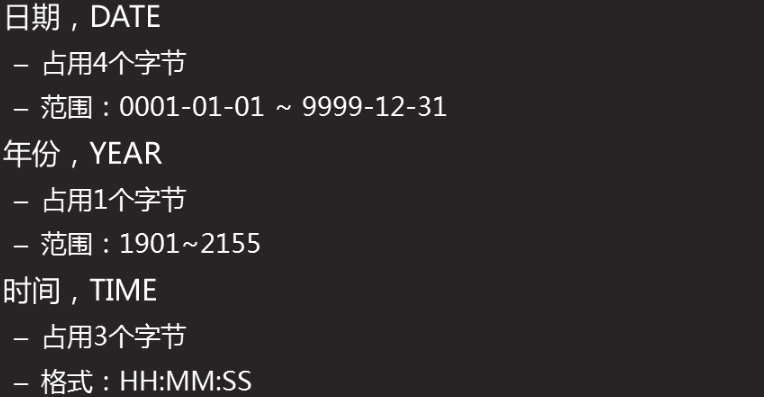 日期，DATE
– 占用4个字节
– 范围：0001-01-01 ~ 9999-12-31
年份，YEAR
– 占用1个字节
– 范围：1901~2155
时间，TIME
– 占用3个字节
– 格式：HH:MM:SS